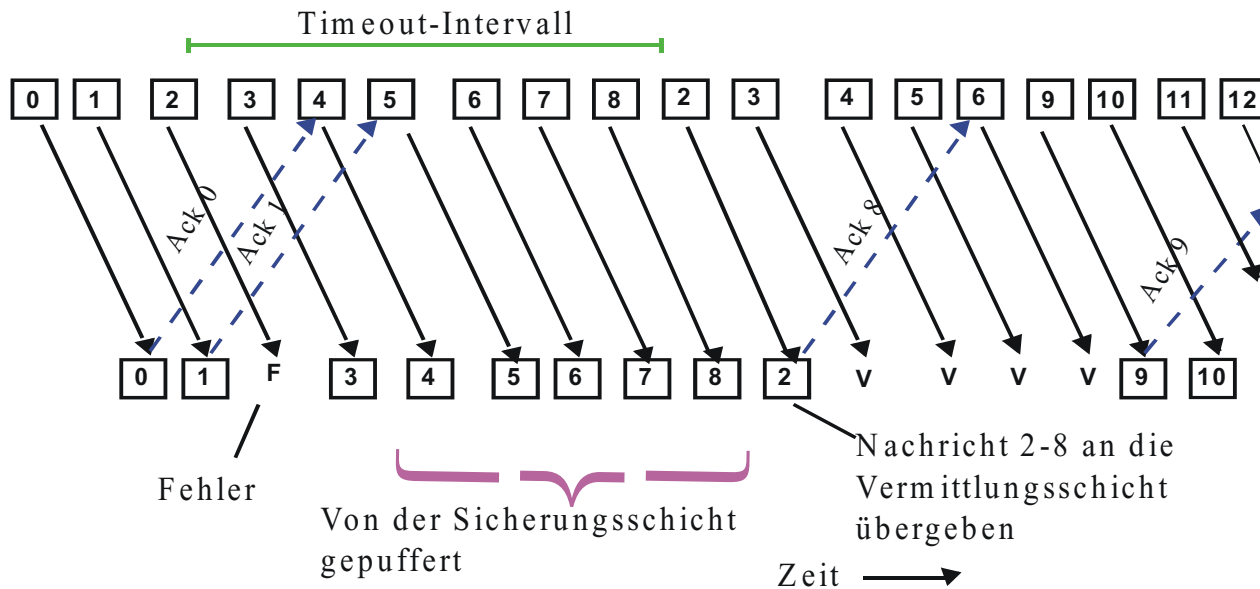 Timeout-Intervall
0 1 2 3 4 5 6 7 8 2 3 4 5 6 9 10 11 12
Ack 0
Ack 1
Ack 8
Ack 9
0 1 F 3 4 5 6 7 8 2 V V V V 9 10
Fehler
Von der Sicherungsschicht
gepuffert
Nachricht 2-8 an die
Vermittlungsschicht
übergeben
Zeit